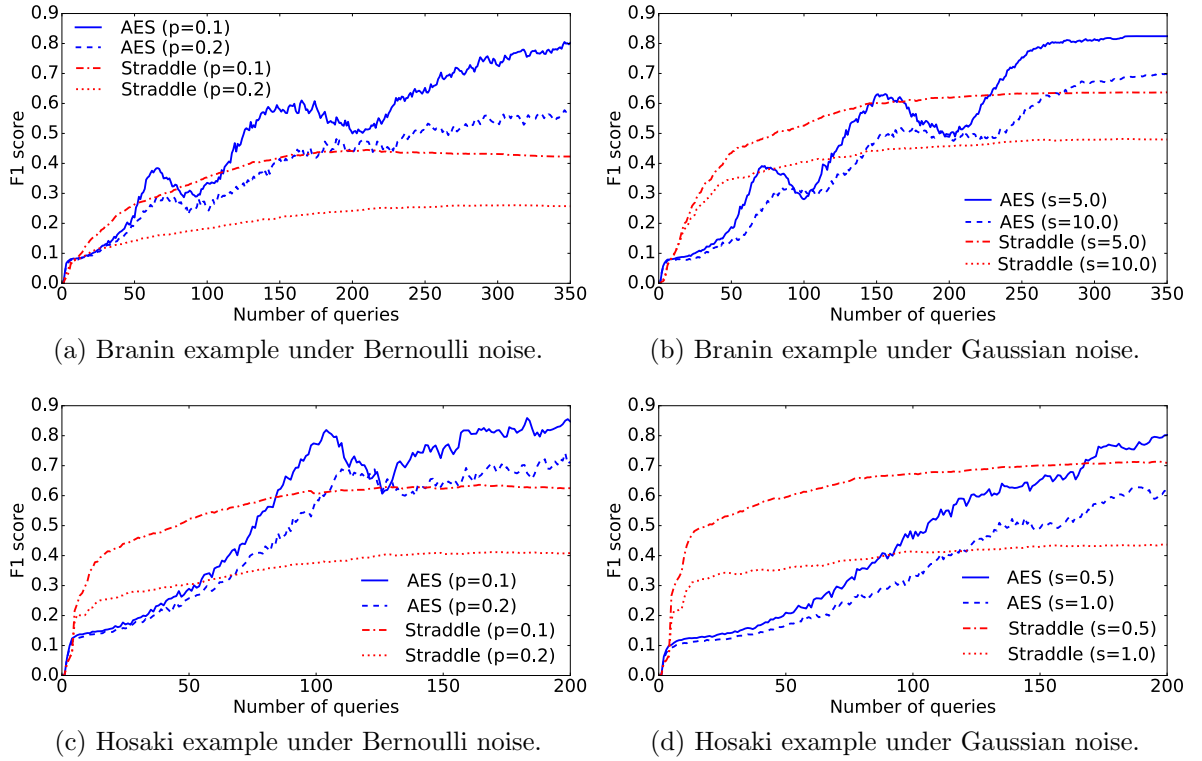 0.9
0.8
0.7
0.6
0.5
0.4
0.3
0.2
0.1
0.0
F1 score
AES (p=0.1)
AES (p=0.2)
Straddle (p=0.1)
Straddle (p=0.2)
0 50 100 150 200 250 300 350
Number of queries
(a) Branin example under Bernoulli noise.
0.9
0.8
0.7
0.6
0.5
0.4
0.3
0.2
0.1
0.0
F1 score
AES (s=5.0)
AES (s=10.0)
Straddle (s=5.0)
Straddle (s=10.0)
0 50 100 150 200 250 300 350
Number of queries
(b) Branin example under Gaussian noise.
0.9
0.8
0.7
0.6
0.5
0.4
0.3
0.2
0.1
0.0
F1 score
AES (p=0.1)
AES (p=0.2)
Straddle (p=0.1)
Straddle (p=0.2)
0 50 100 150 200
Number of queries
(c) Hosaki example under Bernoulli noise.
0.9
0.8
0.7
0.6
0.5
0.4
0.3
0.2
0.1
0.0
F1 score
AES (s=0.5)
AES (s=1.0)
Straddle (s=0.5)
Straddle (s=1.0)
0 50 100 150 200
Number of queries
(d) Hosaki example under Gaussian noise.